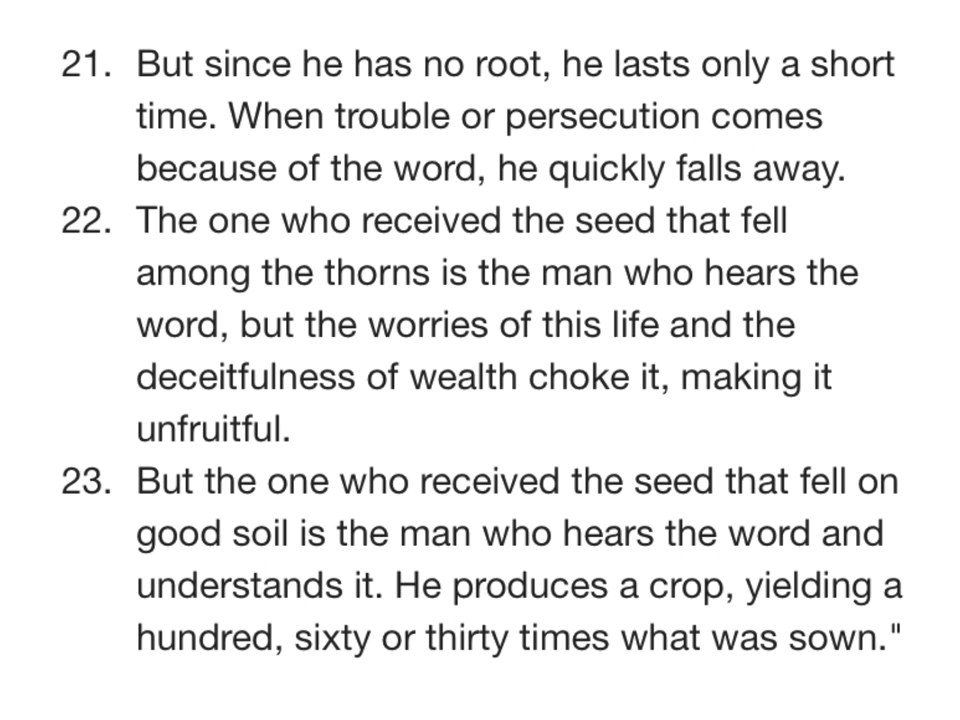 21. But since he has no root, he lasts only a short
time. When trouble or persecution comes
because of the word, he quickly falls away.
22. The one who received the seed that fell
among the thorns is the man who hears the
word, but the worries of this life and the
deceitfulness of wealth choke it, making it
unfruitful.
23. But the one who received the seed that fell on
good soil is the man who hears the word and
understands it. He produces a crop, yielding a
hundred, sixty or thirty times what was sown."